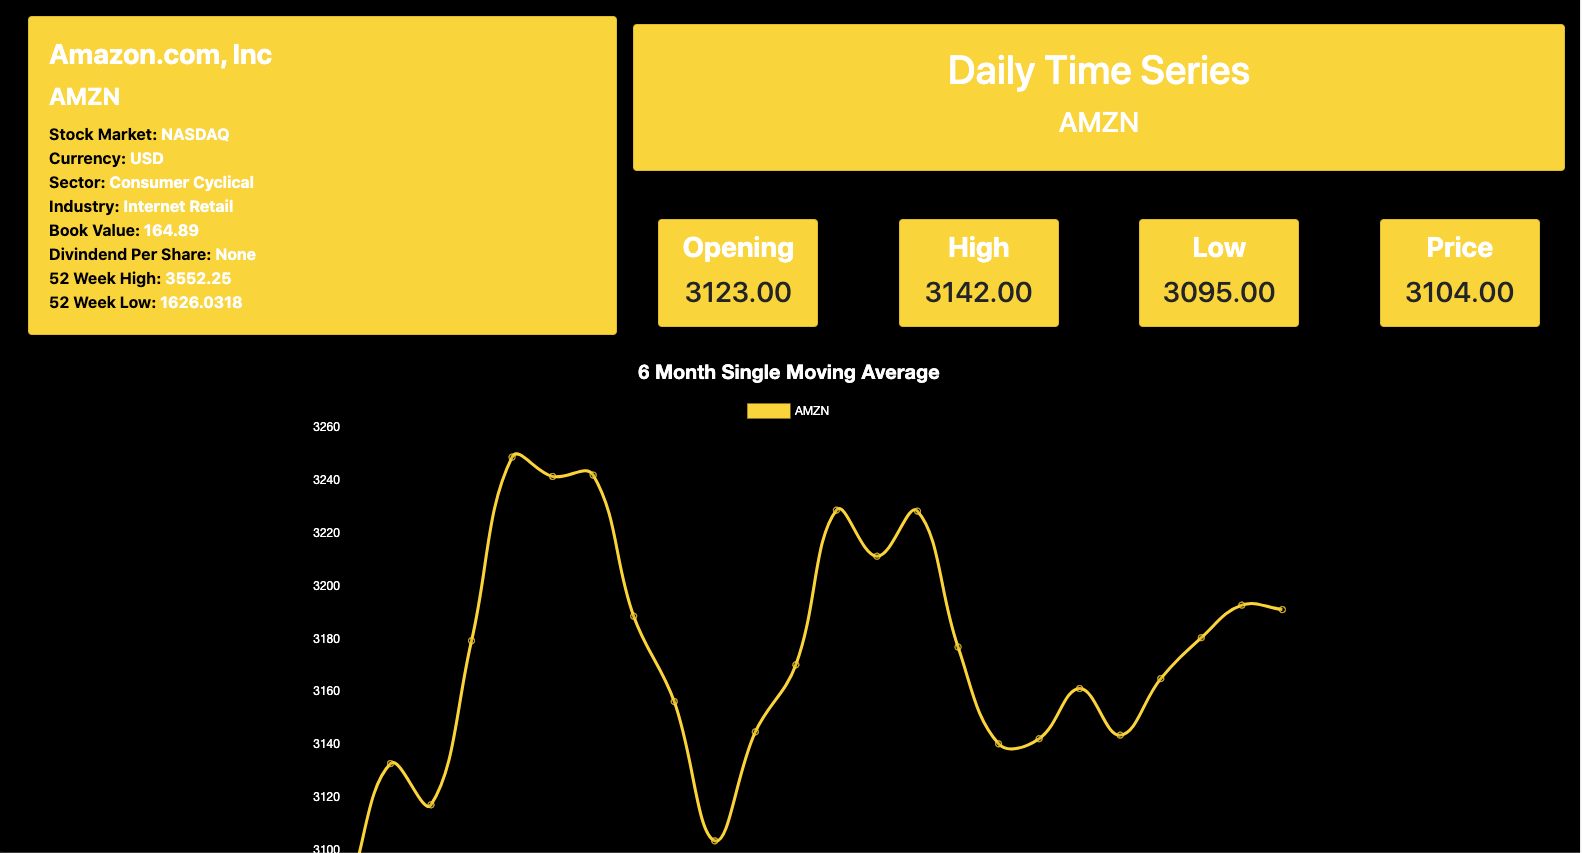 Amazon.com, Inc
AMZN
Stock Market: NASDAQ
Currency: USD
Sector: Consumer Cyclical
Industry: Internet Retail
Book Value: 164.89
Dividend Per Share: None
52 Week High: 3552.25
52 Week Low: 1626.0318
Daily Time Series
AMZN
Opening
3123.00
High
3142.00
Low
3095.00
Price
3104.00
6 Month Single Moving Average
AMZN
3260
3240
3220
3200
3180
3160
3140
3120
3100